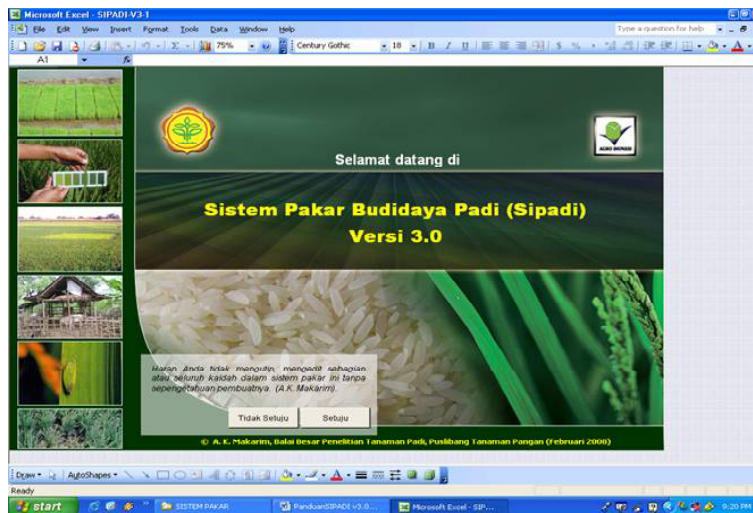 Microsoft Excel - SIPADI-V3-1
File Edit View Insert Format Tools Data Window Help
Type a question for help
75% Century Gothic 18 B I U
A1 fx
AGRO INOVASI
Selamat datang di
Sistem Pakar Budidaya Padi (Sipadi)
Versi 3.0
Harap Anda tidak mengutip, mengedit sebagian
atau seluruh kaidah dalam sistem pakar ini tanpa
sepengetahuan pembuatnya. (A.K. Makarim).
Tidak Setuju Setuju
© A. K. Makarim, Balai Besar Penelitian Tanaman Padi, Puslibang Tanaman Pangan (Februari 2008)
Draw AutoShapes
Ready
start SISTEM PAKAR PanduanSIPADI v3.0... Microsoft Excel - SIP... 9:20 PM